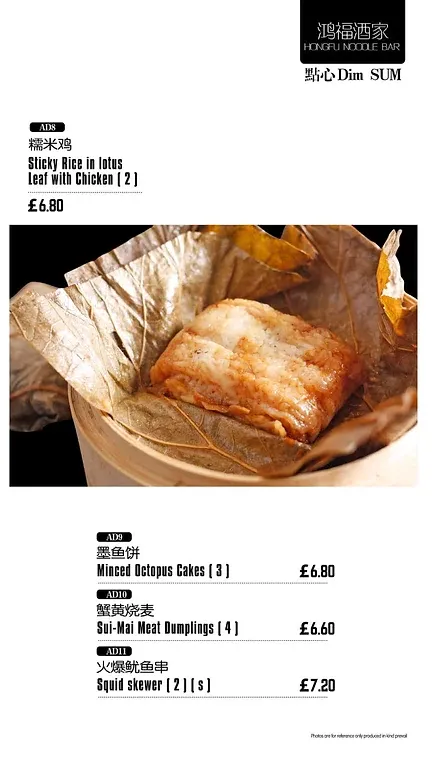 鸿福酒家
HONGFU NOODLE BAR
點心 Dim SUM
AD8
糯米鸡
Sticky Rice in lotus
Leaf with Chicken ( 2 )
£6.80
AD9
墨鱼饼
Minced Octopus Cakes ( 3 )
£6.80
AD10
蟹黄烧麦
Sui-Mai Meat Dumplings ( 4 )
£6.60
AD11
火爆鱿鱼串
Squid skewer ( 2 ) ( s )
£7.20
Photos are for reference only produced in kind prevail